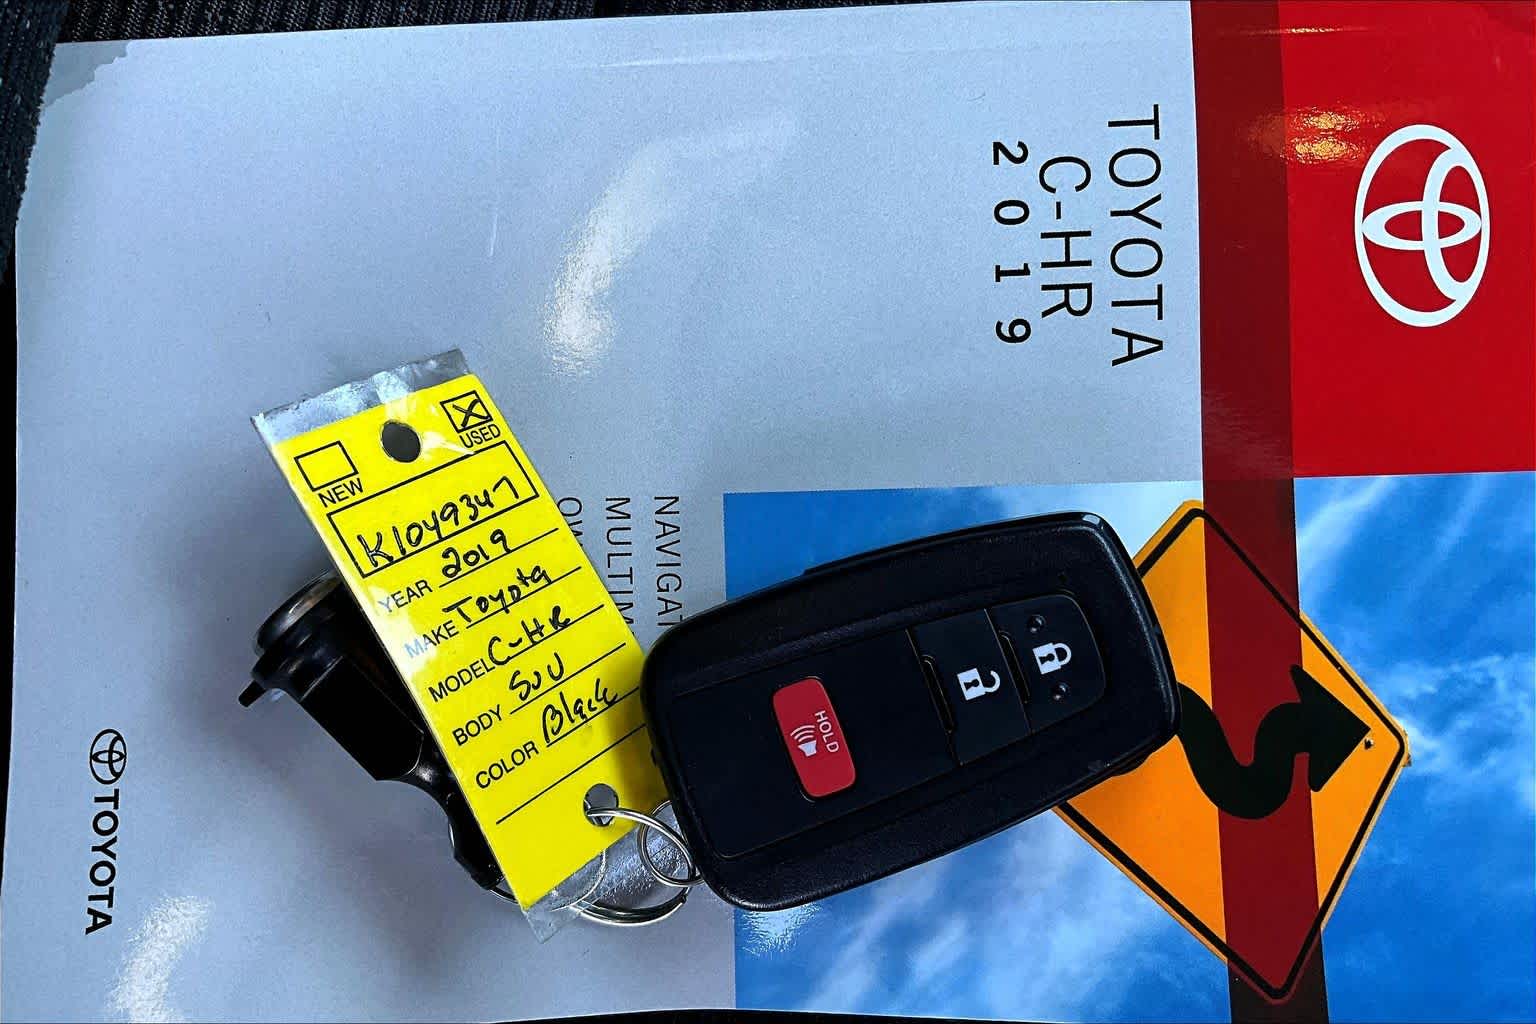 TOYOTA
C-HR
2019
NAVIGAT
MULTIM
OW
TOYOTA
NEW
USED
K1049347
YEAR 2019
MAKE Toyota
MODEL C-HR
BODY SUV
COLOR Black
HOLD